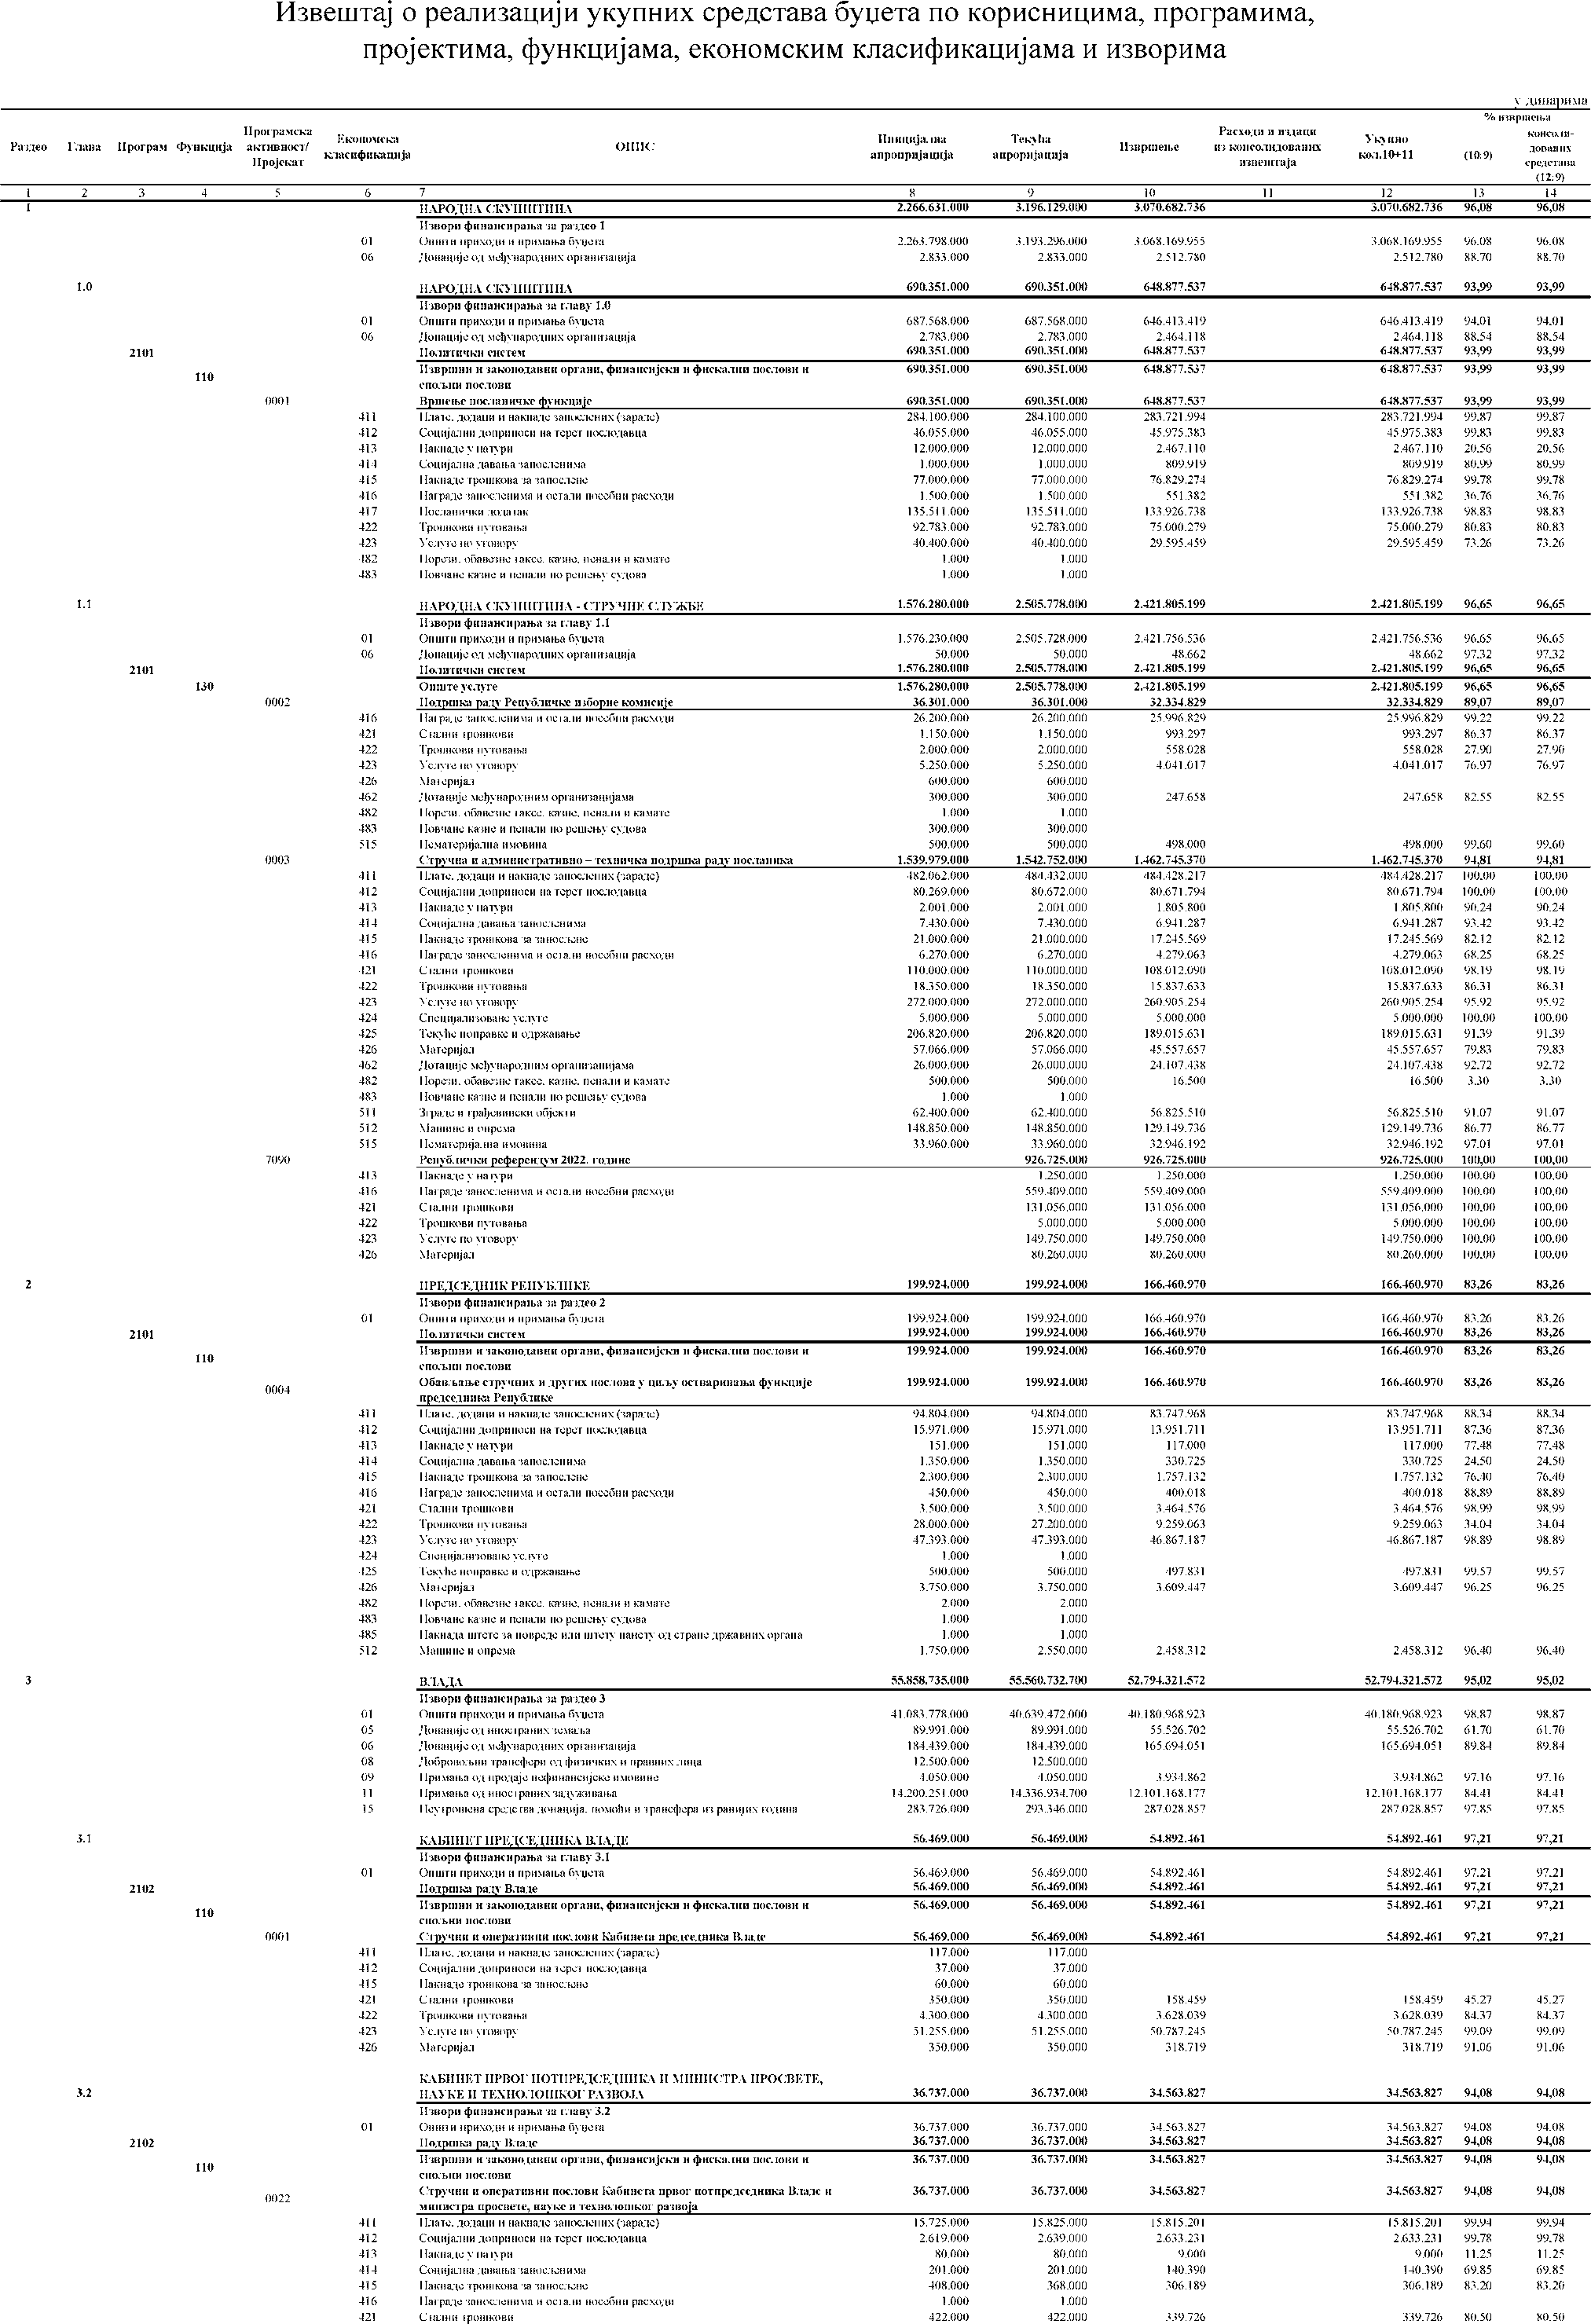 Извештај о реализацији укупних средстава буџета по корисницима, програмима,
пројектима, функцијама, економским класификацијама и изворима
у динарима
Раздео Глава Програм Функција Програмска активност/ Пројекат Економска класификација ОПИС Иницијална апропријација Текућа апроријација Извршење Расходи и издаци из консолидованих извештаја Укупно кол.10+11 % извршења (10:9) консоли-дованих средстава (12:9)
1 2 3 4 5 6 7 8 9 10 11 12 13 14
1 НАРОДНА СКУПШТИНА 2.266.631.000 3.196.129.000 3.070.682.736 3.070.682.736 96,08 96,08
Извори финансирања за раздео 1
01 Општи приходи и примања буџета 2.263.798.000 3.193.296.000 3.068.169.955 3.068.169.955 96.08 96.08
06 Донације од међународних организација 2.833.000 2.833.000 2.512.780 2.512.780 88.70 88.70
1.0 НАРОДНА СКУПШТИНА 690.351.000 690.351.000 648.877.537 648.877.537 93,99 93,99
Извори финансирања за главу 1.0
01 Општи приходи и примања буџета 687.568.000 687.568.000 646.413.419 646.413.419 94.01 94.01
06 Донације од међународних организација 2.783.000 2.783.000 2.464.118 2.464.118 88.54 88.54
2101 Политички систем 690.351.000 690.351.000 648.877.537 648.877.537 93,99 93,99
110 Извршни и законодавни органи, финансијски и фискални послови и 690.351.000 690.351.000 648.877.537 648.877.537 93,99 93,99
спољни послови
0001 Вршење посланичке функције 690.351.000 690.351.000 648.877.537 648.877.537 93,99 93,99
411 Плате, додаци и накнаде запослених (зараде) 284.100.000 284.100.000 283.721.994 283.721.994 99.87 99.87
412 Социјални доприноси на терет послодавца 46.055.000 46.055.000 45.975.383 45.975.383 99.83 99.83
413 Накнаде у натури 12.000.000 12.000.000 2.467.110 2.467.110 20.56 20.56
414 Социјална давања запосленима 1.000.000 1.000.000 809.919 809.919 80.99 80.99
415 Накнаде трошкова за запослене 77.000.000 77.000.000 76.829.274 76.829.274 99.78 99.78
416 Награде запосленима и остали посебни расходи 1.500.000 1.500.000 551.382 551.382 36.76 36.76
417 Посланички додатак 135.511.000 135.511.000 133.926.738 133.926.738 98.83 98.83
422 Трошкови путовања 92.783.000 92.783.000 75.000.279 75.000.279 80.83 80.83
423 Услуге по уговору 40.400.000 40.400.000 29.595.459 29.595.459 73.26 73.26
482 Порези, обавезне таксе, казне, пенали и камате 1.000 1.000
483 Новчане казне и пенали по решењу судова 1.000 1.000
1.1 НАРОДНА СКУПШТИНА - СТРУЧНЕ СЛУЖБЕ 1.576.280.000 2.505.778.000 2.421.805.199 2.421.805.199 96,65 96,65
Извори финансирања за главу 1.1
01 Општи приходи и примања буџета 1.576.230.000 2.505.728.000 2.421.756.536 2.421.756.536 96.65 96.65
06 Донације од међународних организација 50.000 50.000 48.662 48.662 97.32 97.32
2101 Политички систем 1.576.280.000 2.505.778.000 2.421.805.199 2.421.805.199 96,65 96,65
130 Опште услуге 1.576.280.000 2.505.778.000 2.421.805.199 2.421.805.199 96,65 96,65
0002 Подршка раду Републичке изборне комисије 36.301.000 36.301.000 32.334.829 32.334.829 89,07 89,07
416 Награде запосленима и остали посебни расходи 26.200.000 26.200.000 25.996.829 25.996.829 99.22 99.22
421 Стални трошкови 1.150.000 1.150.000 993.297 993.297 86.37 86.37
422 Трошкови путовања 2.000.000 2.000.000 558.028 558.028 27.90 27.90
423 Услуге по уговору 5.250.000 5.250.000 4.041.017 4.041.017 76.97 76.97
426 Материјал 600.000 600.000
462 Дотације међународним организацијама 300.000 300.000 247.658 247.658 82.55 82.55
482 Порези, обавезне таксе, казне, пенали и камате 1.000 1.000
483 Новчане казне и пенали по решењу судова 300.000 300.000
515 Нематеријална имовина 500.000 500.000 498.000 498.000 99.60 99.60
0003 Стручна и административно – техничка подршка раду посланика 1.539.979.000 1.542.752.000 1.462.745.370 1.462.745.370 94,81 94,81
411 Плате, додаци и накнаде запослених (зараде) 482.062.000 484.432.000 484.428.217 484.428.217 100.00 100.00
412 Социјални доприноси на терет послодавца 80.269.000 80.672.000 80.671.794 80.671.794 100.00 100.00
413 Накнаде у натури 2.001.000 2.001.000 1.805.800 1.805.800 90.24 90.24
414 Социјална давања запосленима 7.430.000 7.430.000 6.941.287 6.941.287 93.42 93.42
415 Накнаде трошкова за запослене 21.000.000 21.000.000 17.245.569 17.245.569 82.12 82.12
416 Награде запосленима и остали посебни расходи 6.270.000 6.270.000 4.279.063 4.279.063 68.25 68.25
421 Стални трошкови 110.000.000 110.000.000 108.012.090 108.012.090 98.19 98.19
422 Трошкови путовања 18.350.000 18.350.000 15.837.633 15.837.633 86.31 86.31
423 Услуге по уговору 272.000.000 272.000.000 260.905.254 260.905.254 95.92 95.92
424 Специјализоване услуге 5.000.000 5.000.000 5.000.000 5.000.000 100.00 100.00
425 Текуће поправке и одржавање 206.820.000 206.820.000 189.015.631 189.015.631 91.39 91.39
426 Материјал 57.066.000 57.066.000 45.557.657 45.557.657 79.83 79.83
462 Дотације међународним организацијама 26.000.000 26.000.000 24.107.438 24.107.438 92.72 92.72
482 Порези, обавезне таксе, казне, пенали и камате 500.000 500.000 16.500 16.500 3.30 3.30
483 Новчане казне и пенали по решењу судова 1.000 1.000
511 Зграде и грађевински објекти 62.400.000 62.400.000 56.825.510 56.825.510 91.07 91.07
512 Машине и опрема 148.850.000 148.850.000 129.149.736 129.149.736 86.77 86.77
515 Нематеријална имовина 33.960.000 33.960.000 32.946.192 32.946.192 97.01 97.01
7090 Републички референдум 2022. године 926.725.000 926.725.000 926.725.000 100,00 100,00
413 Накнаде у натури 1.250.000 1.250.000 1.250.000 100.00 100.00
416 Награде запосленима и остали посебни расходи 559.409.000 559.409.000 559.409.000 100.00 100.00
421 Стални трошкови 131.056.000 131.056.000 131.056.000 100.00 100.00
422 Трошкови путовања 5.000.000 5.000.000 5.000.000 100.00 100.00
423 Услуге по уговору 149.750.000 149.750.000 149.750.000 100.00 100.00
426 Материјал 80.260.000 80.260.000 80.260.000 100.00 100.00
2 ПРЕДСЕДНИК РЕПУБЛИКЕ 199.924.000 199.924.000 166.460.970 166.460.970 83,26 83,26
Извори финансирања за раздео 2
01 Општи приходи и примања буџета 199.924.000 199.924.000 166.460.970 166.460.970 83.26 83.26
2101 Политички систем 199.924.000 199.924.000 166.460.970 166.460.970 83,26 83,26
110 Извршни и законодавни органи, финансијски и фискални послови и 199.924.000 199.924.000 166.460.970 166.460.970 83,26 83,26
спољни послови
0004 Обављање стручних и других послова у циљу остваривања функције 199.924.000 199.924.000 166.460.970 166.460.970 83,26 83,26
председника Републике
411 Плате, додаци и накнаде запослених (зараде) 94.804.000 94.804.000 83.747.968 83.747.968 88.34 88.34
412 Социјални доприноси на терет послодавца 15.971.000 15.971.000 13.951.711 13.951.711 87.36 87.36
413 Накнаде у натури 151.000 151.000 117.000 117.000 77.48 77.48
414 Социјална давања запосленима 1.350.000 1.350.000 330.725 330.725 24.50 24.50
415 Накнаде трошкова за запослене 2.300.000 2.300.000 1.757.132 1.757.132 76.40 76.40
416 Награде запосленима и остали посебни расходи 450.000 450.000 400.018 400.018 88.89 88.89
421 Стални трошкови 3.500.000 3.500.000 3.464.576 3.464.576 98.99 98.99
422 Трошкови путовања 28.000.000 27.200.000 9.259.063 9.259.063 34.04 34.04
423 Услуге по уговору 47.393.000 47.393.000 46.867.187 46.867.187 98.89 98.89
424 Специјализоване услуге 1.000 1.000
425 Текуће поправке и одржавање 500.000 500.000 497.831 497.831 99.57 99.57
426 Материјал 3.750.000 3.750.000 3.609.447 3.609.447 96.25 96.25
482 Порези, обавезне таксе, казне, пенали и камате 2.000 2.000
483 Новчане казне и пенали по решењу судова 1.000 1.000
485 Накнада штете за повреде или штету нанету од стране државних органа 1.000 1.000
512 Машине и опрема 1.750.000 2.550.000 2.458.312 2.458.312 96.40 96.40
3 ВЛАДА 55.858.735.000 55.560.732.700 52.794.321.572 52.794.321.572 95,02 95,02
Извори финансирања за раздео 3
01 Општи приходи и примања буџета 41.083.778.000 40.639.472.000 40.180.968.923 40.180.968.923 98.87 98.87
05 Донације од иностраних земаља 89.991.000 89.991.000 55.526.702 55.526.702 61.70 61.70
06 Донације од међународних организација 184.439.000 184.439.000 165.694.051 165.694.051 89.84 89.84
08 Добровољни трансфери од физичких и правних лица 12.500.000 12.500.000
09 Примања од продаје нефинансијске имовине 4.050.000 4.050.000 3.934.862 3.934.862 97.16 97.16
11 Примања од иностраних задуживања 14.200.251.000 14.336.934.700 12.101.168.177 12.101.168.177 84.41 84.41
15 Неутрошена средства донација, помоћи и трансфера из ранијих година 283.726.000 293.346.000 287.028.857 287.028.857 97.85 97.85
3.1 КАБИНЕТ ПРЕДСЕДНИКА ВЛАДЕ 56.469.000 56.469.000 54.892.461 54.892.461 97,21 97,21
Извори финансирања за главу 3.1
01 Општи приходи и примања буџета 56.469.000 56.469.000 54.892.461 54.892.461 97.21 97.21
2102 Подршка раду Владе 56.469.000 56.469.000 54.892.461 54.892.461 97,21 97,21
110 Извршни и законодавни органи, финансијски и фискални послови и 56.469.000 56.469.000 54.892.461 54.892.461 97,21 97,21
спољни послови
0001 Стручни и оперативни послови Кабинета председника Владе 56.469.000 56.469.000 54.892.461 54.892.461 97,21 97,21
411 Плате, додаци и накнаде запослених (зараде) 117.000 117.000
412 Социјални доприноси на терет послодавца 37.000 37.000
415 Накнаде трошкова за запослене 60.000 60.000
421 Стални трошкови 350.000 350.000 158.459 158.459 45.27 45.27
422 Трошкови путовања 4.300.000 4.300.000 3.628.039 3.628.039 84.37 84.37
423 Услуге по уговору 51.255.000 51.255.000 50.787.245 50.787.245 99.09 99.09
426 Материјал 350.000 350.000 318.719 318.719 91.06 91.06
КАБИНЕТ ПРВОГ ПОТПРЕДСЕДНИКА И МИНИСТРА ПРОСВЕТЕ,
3.2 НАУКЕ И ТЕХНОЛОШКОГ РАЗВОЈА 36.737.000 36.737.000 34.563.827 34.563.827 94,08 94,08
Извори финансирања за главу 3.2
01 Општи приходи и примања буџета 36.737.000 36.737.000 34.563.827 34.563.827 94.08 94.08
2102 Подршка раду Владе 36.737.000 36.737.000 34.563.827 34.563.827 94,08 94,08
110 Извршни и законодавни органи, финансијски и фискални послови и 36.737.000 36.737.000 34.563.827 34.563.827 94,08 94,08
спољни послови
0022 Стручни и оперативни послови Кабинета првог потпредседника Владе и 36.737.000 36.737.000 34.563.827 34.563.827 94,08 94,08
министра просвете, науке и технолошког развоја
411 Плате, додаци и накнаде запослених (зараде) 15.725.000 15.825.000 15.815.201 15.815.201 99.94 99.94
412 Социјални доприноси на терет послодавца 2.619.000 2.639.000 2.633.231 2.633.231 99.78 99.78
413 Накнаде у натури 80.000 80.000 9.000 9.000 11.25 11.25
414 Социјална давања запосленима 201.000 201.000 140.390 140.390 69.85 69.85
415 Накнаде трошкова за запослене 408.000 368.000 306.189 306.189 83.20 83.20
416 Награде запосленима и остали посебни расходи 1.000 1.000
421 Стални трошкови 422.000 422.000 339.726 339.726 80.50 80.50